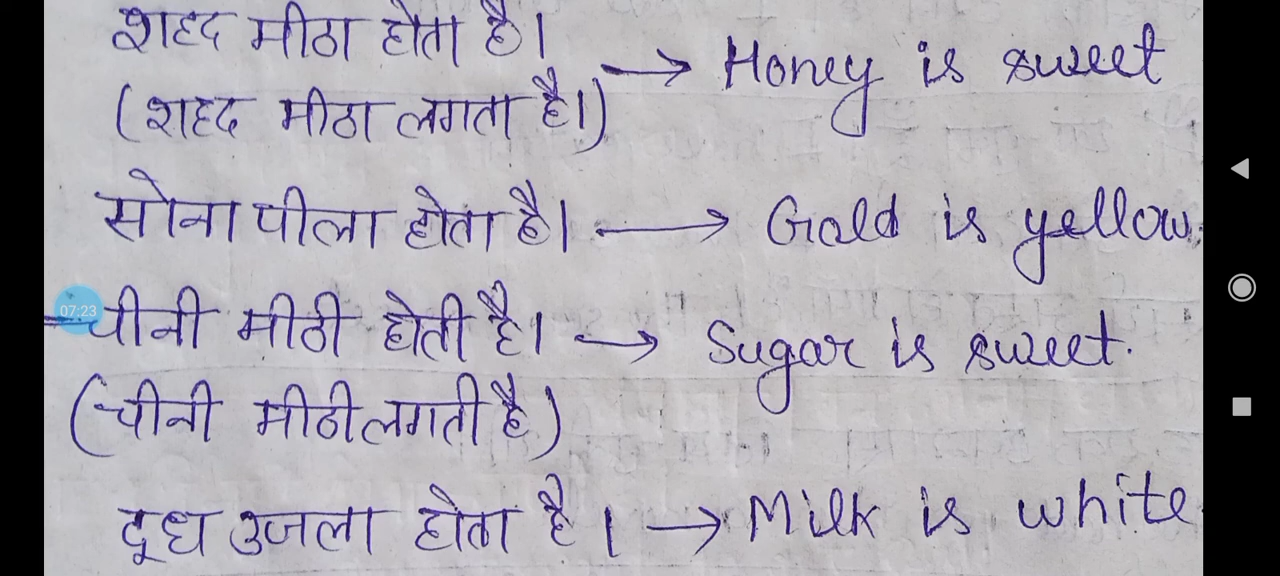 शहद मीठा होता है। → Honey is sweet
(शहद मीठा लगता है।)
सोना पीला होता है। → Gold is yellow.
07:23
चीनी मीठी होती है। → Sugar is sweet.
(चीनी मीठी लगती है)
दूध उजला होता है। → Milk is white